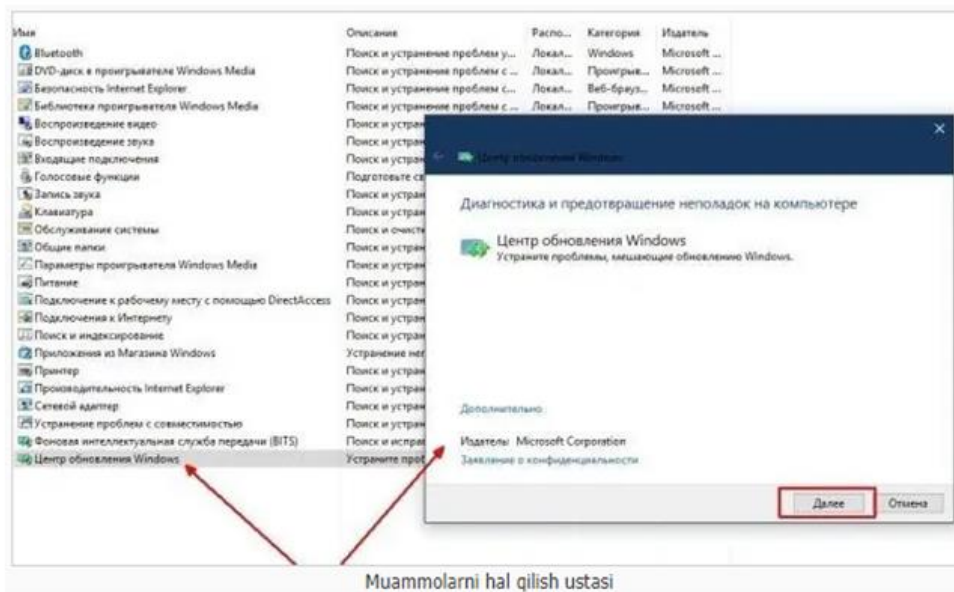 Имя Описание Распо... Категория Издатель
Bluetooth Поиск и устранение проблем у... Локал... Windows Microsoft ...
DVD-диск в проигрывателе Windows Media Поиск и устранение проблем с ... Локал... Проигрыв... Microsoft ...
Безопасность Internet Explorer Поиск и устранение проблем с... Локал... Веб-брауз... Microsoft ...
Библиотека проигрывателя Windows Media Поиск и устранение проблем с ... Локал... Проигрыв... Microsoft ...
Воспроизведение видео Поиск и устран
Воспроизведение звука Поиск и устран
Входящие подключения Поиск и устран
Центр обновления Windows
Голосовые функции Подготовьте св
Запись звука Поиск и устран
Клавиатура Поиск и устран
Диагностика и предотвращение неполадок на компьютере
Обслуживание системы Поиск и очистк
Общие папки Поиск и устран
Центр обновления Windows
Устраните проблемы, мешающие обновлению Windows.
Параметры проигрывателя Windows Media Поиск и устран
Питание Поиск и устран
Подключение к рабочему месту с помощью DirectAccess Поиск и устран
Подключения к Интернету Поиск и устран
Поиск и индексирование Поиск и устран
Приложения из Магазина Windows Устранение неп
Принтер Поиск и устран
Производительность Internet Explorer Поиск и устран
Сетевой адаптер Поиск и устран
Дополнительно
Устранение проблем с совместимостью Поиск и устран
Фоновая интеллектуальная служба передачи (BITS) Поиск и исправ
Издатель: Microsoft Corporation
Центр обновления Windows Устраните проб
Заявление о конфиденциальности
Далее Отмена
Muammolarni hal qilish ustasi